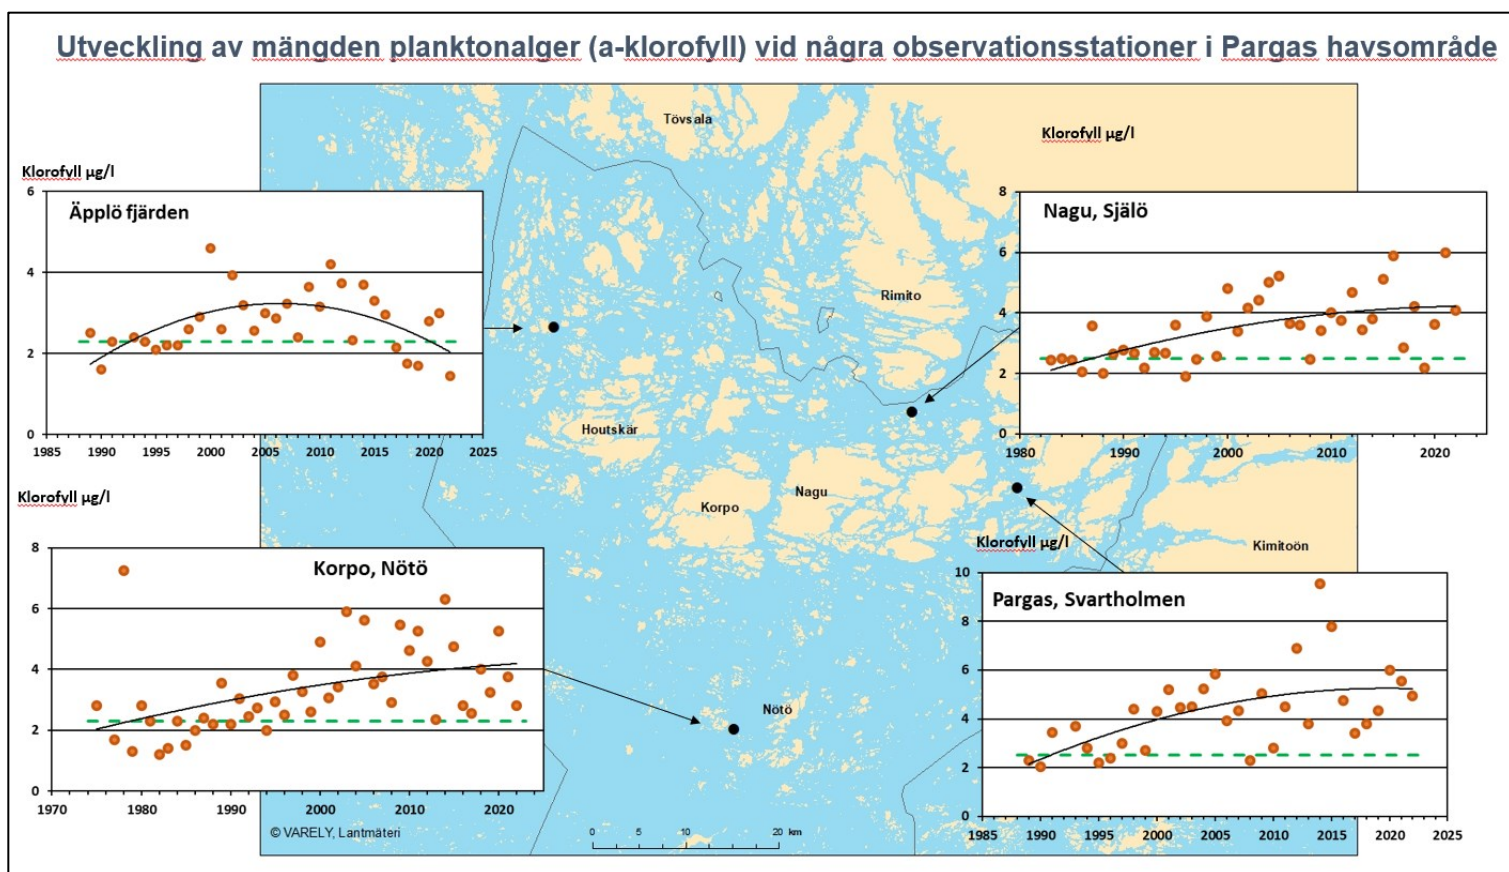 Utveckling av mängden planktonalger (a-klorofyll) vid några observationsstationer i Pargas havsområde
Tövsala
Klorofyll µg/l
Klorofyll µg/l
6
4
2
0
Äpplö fjärden
1985 1990 1995 2000 2005 2010 2015 2020 2025
8
6
4
2
0
Nagu, Själö
1980 1990 2000 2010 2020
Rimito
Houtskär
Korpo
Nagu
Kimitoön
Nötö
Klorofyll µg/l
8
6
4
2
0
Korpo, Nötö
1970 1980 1990 2000 2010 2020
Klorofyll µg/l
10
8
6
4
2
0
Pargas, Svartholmen
1985 1990 1995 2000 2005 2010 2015 2020 2025
© VARELY, Lantmäteri
0 5 10 20 km